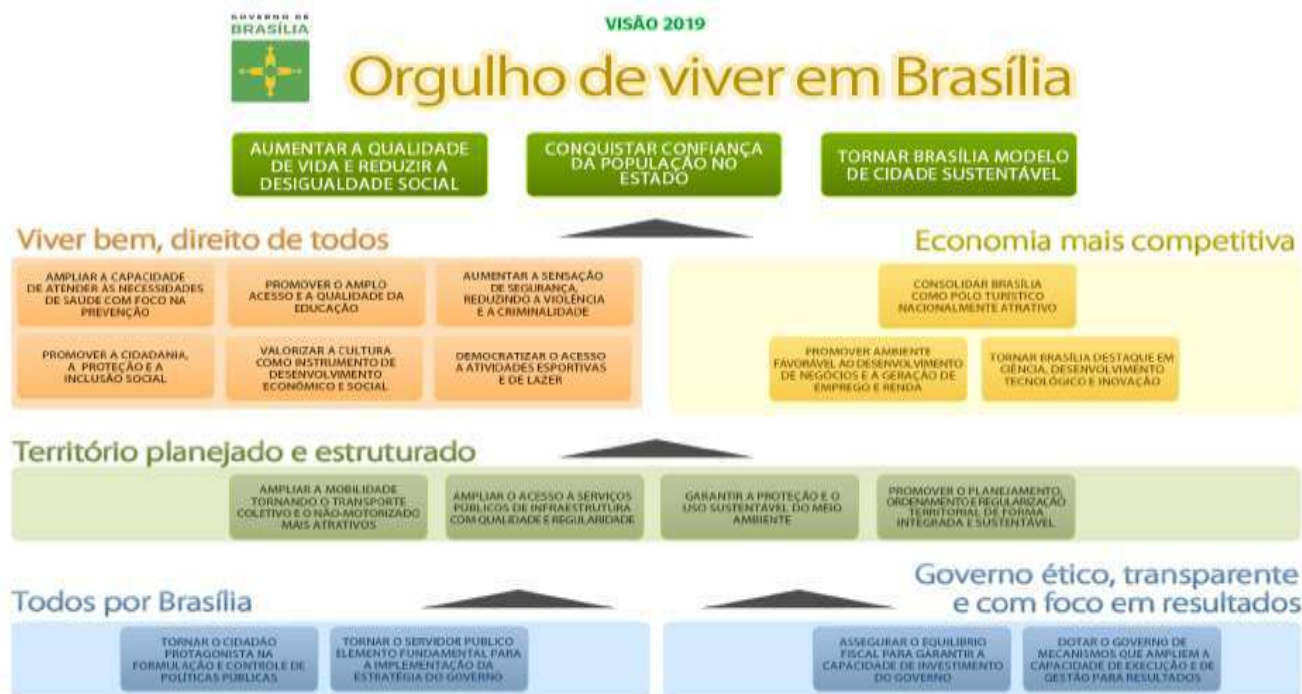 GOVERNO DE
BRASÍLIA
VISÃO 2019
Orgulho de viver em Brasília
AUMENTAR A QUALIDADE
DE VIDA E REDUZIR A
DESIGUALDADE SOCIAL
CONQUISTAR CONFIANÇA
DA POPULAÇÃO NO
ESTADO
TORNAR BRASÍLIA MODELO
DE CIDADE SUSTENTÁVEL
Viver bem, direito de todos
AMPLIAR A CAPACIDADE
DE ATENDER ÀS NECESSIDADES
DE SAÚDE COM FOCO NA
PREVENÇÃO
PROMOVER O AMPLO
ACESSO E A QUALIDADE DA
EDUCAÇÃO
AUMENTAR A SENSAÇÃO
DE SEGURANÇA,
REDUZINDO A VIOLÊNCIA
E A CRIMINALIDADE
PROMOVER A CIDADANIA,
A PROTEÇÃO E A
INCLUSÃO SOCIAL
VALORIZAR A CULTURA
COMO INSTRUMENTO DE
DESENVOLVIMENTO
ECONÔMICO E SOCIAL
DEMOCRATIZAR O ACESSO
A ATIVIDADES ESPORTIVAS
E DE LAZER
Economia mais competitiva
CONSOLIDAR BRASÍLIA
COMO PÓLO TURÍSTICO
NACIONALMENTE ATRATIVO
PROMOVER AMBIENTE
FAVORÁVEL AO DESENVOLVIMENTO
DE NEGÓCIOS E À GERAÇÃO DE
EMPREGO E RENDA
TORNAR BRASÍLIA DESTAQUE EM
CIÊNCIA, DESENVOLVIMENTO
TECNOLÓGICO E INOVAÇÃO
Território planejado e estruturado
AMPLIAR A MOBILIDADE
TORNANDO O TRANSPORTE
COLETIVO E O NÃO-MOTORIZADO
MAIS ATRATIVOS
AMPLIAR O ACESSO A SERVIÇOS
PÚBLICOS DE INFRAESTRUTURA
COM QUALIDADE E REGULARIDADE
GARANTIR A PROTEÇÃO E O
USO SUSTENTÁVEL DO MEIO
AMBIENTE
PROMOVER O PLANEJAMENTO,
ORDENAMENTO E REGULARIZAÇÃO
TERRITORIAL DE FORMA
INTEGRADA E SUSTENTÁVEL
Todos por Brasília
TORNAR O CIDADÃO
PROTAGONISTA NA
FORMULAÇÃO E CONTROLE DE
POLÍTICAS PÚBLICAS
TORNAR O SERVIDOR PÚBLICO
ELEMENTO FUNDAMENTAL PARA
A IMPLEMENTAÇÃO DA
ESTRATÉGIA DO GOVERNO
Governo ético, transparente
e com foco em resultados
ASSEGURAR O EQUILÍBRIO
FISCAL PARA GARANTIR A
CAPACIDADE DE INVESTIMENTO
DO GOVERNO
DOTAR O GOVERNO DE
MECANISMOS QUE AMPLIEM A
CAPACIDADE DE EXECUÇÃO E DE
GESTÃO PARA RESULTADOS